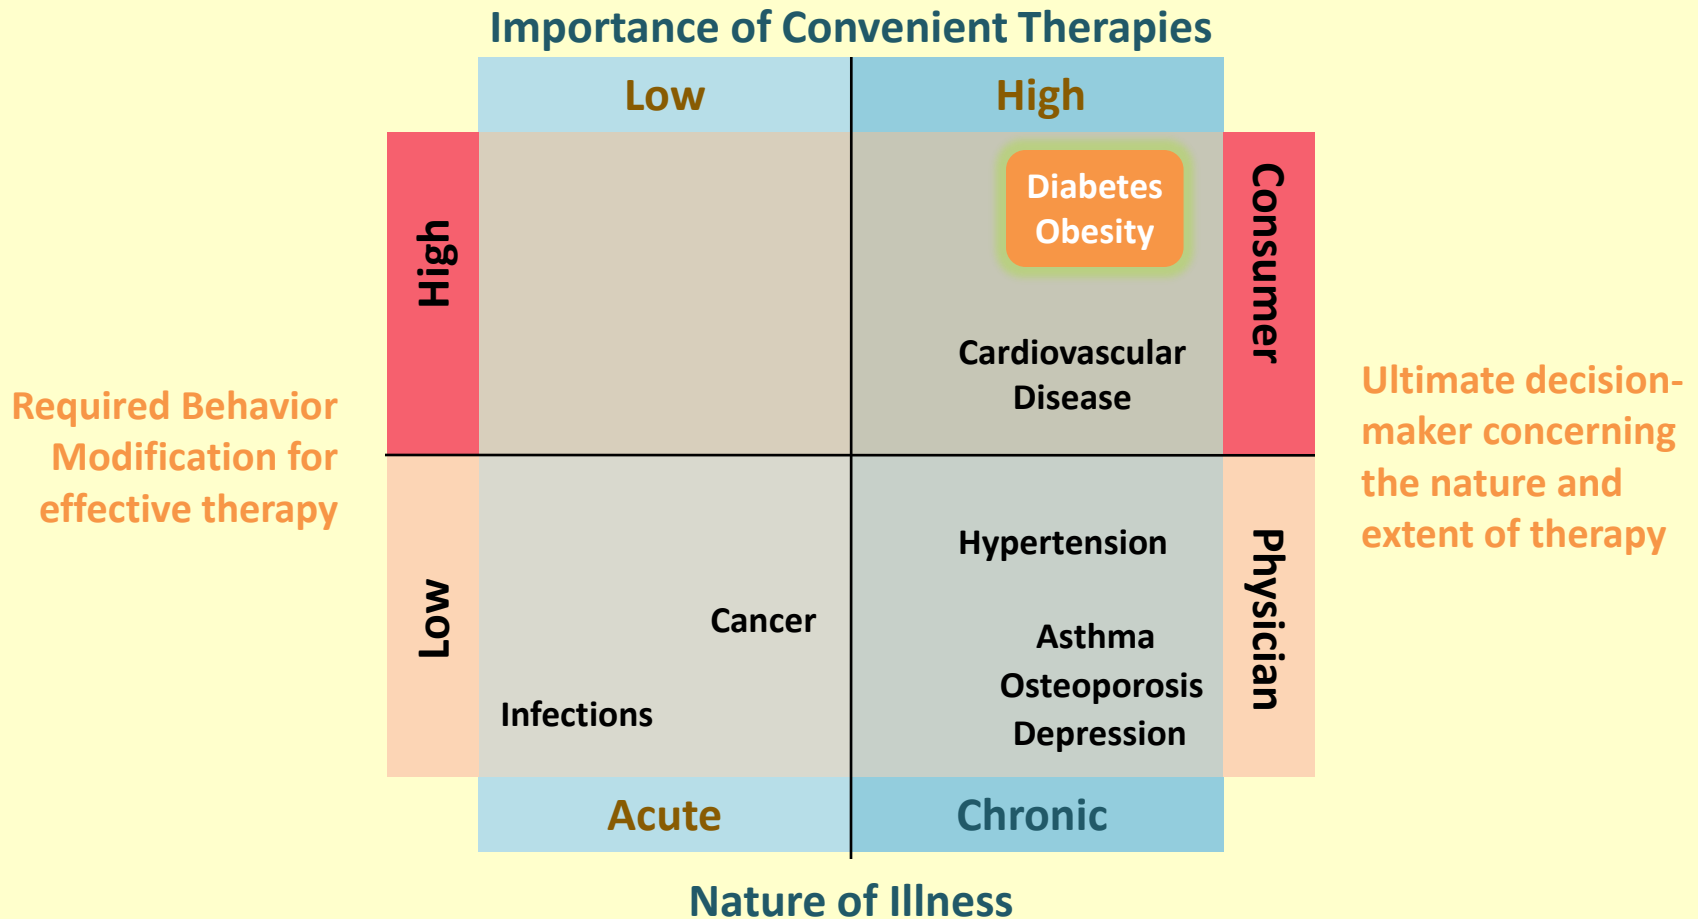 Importance of Convenient Therapies
Low
High
High
Diabetes
Obesity
Consumer
Cardiovascular
Disease
Required Behavior
Modification for
effective therapy
Ultimate decision-
maker concerning
the nature and
extent of therapy
Low
Hypertension
Cancer
Asthma
Osteoporosis
Depression
Infections
Physician
Acute
Chronic
Nature of Illness